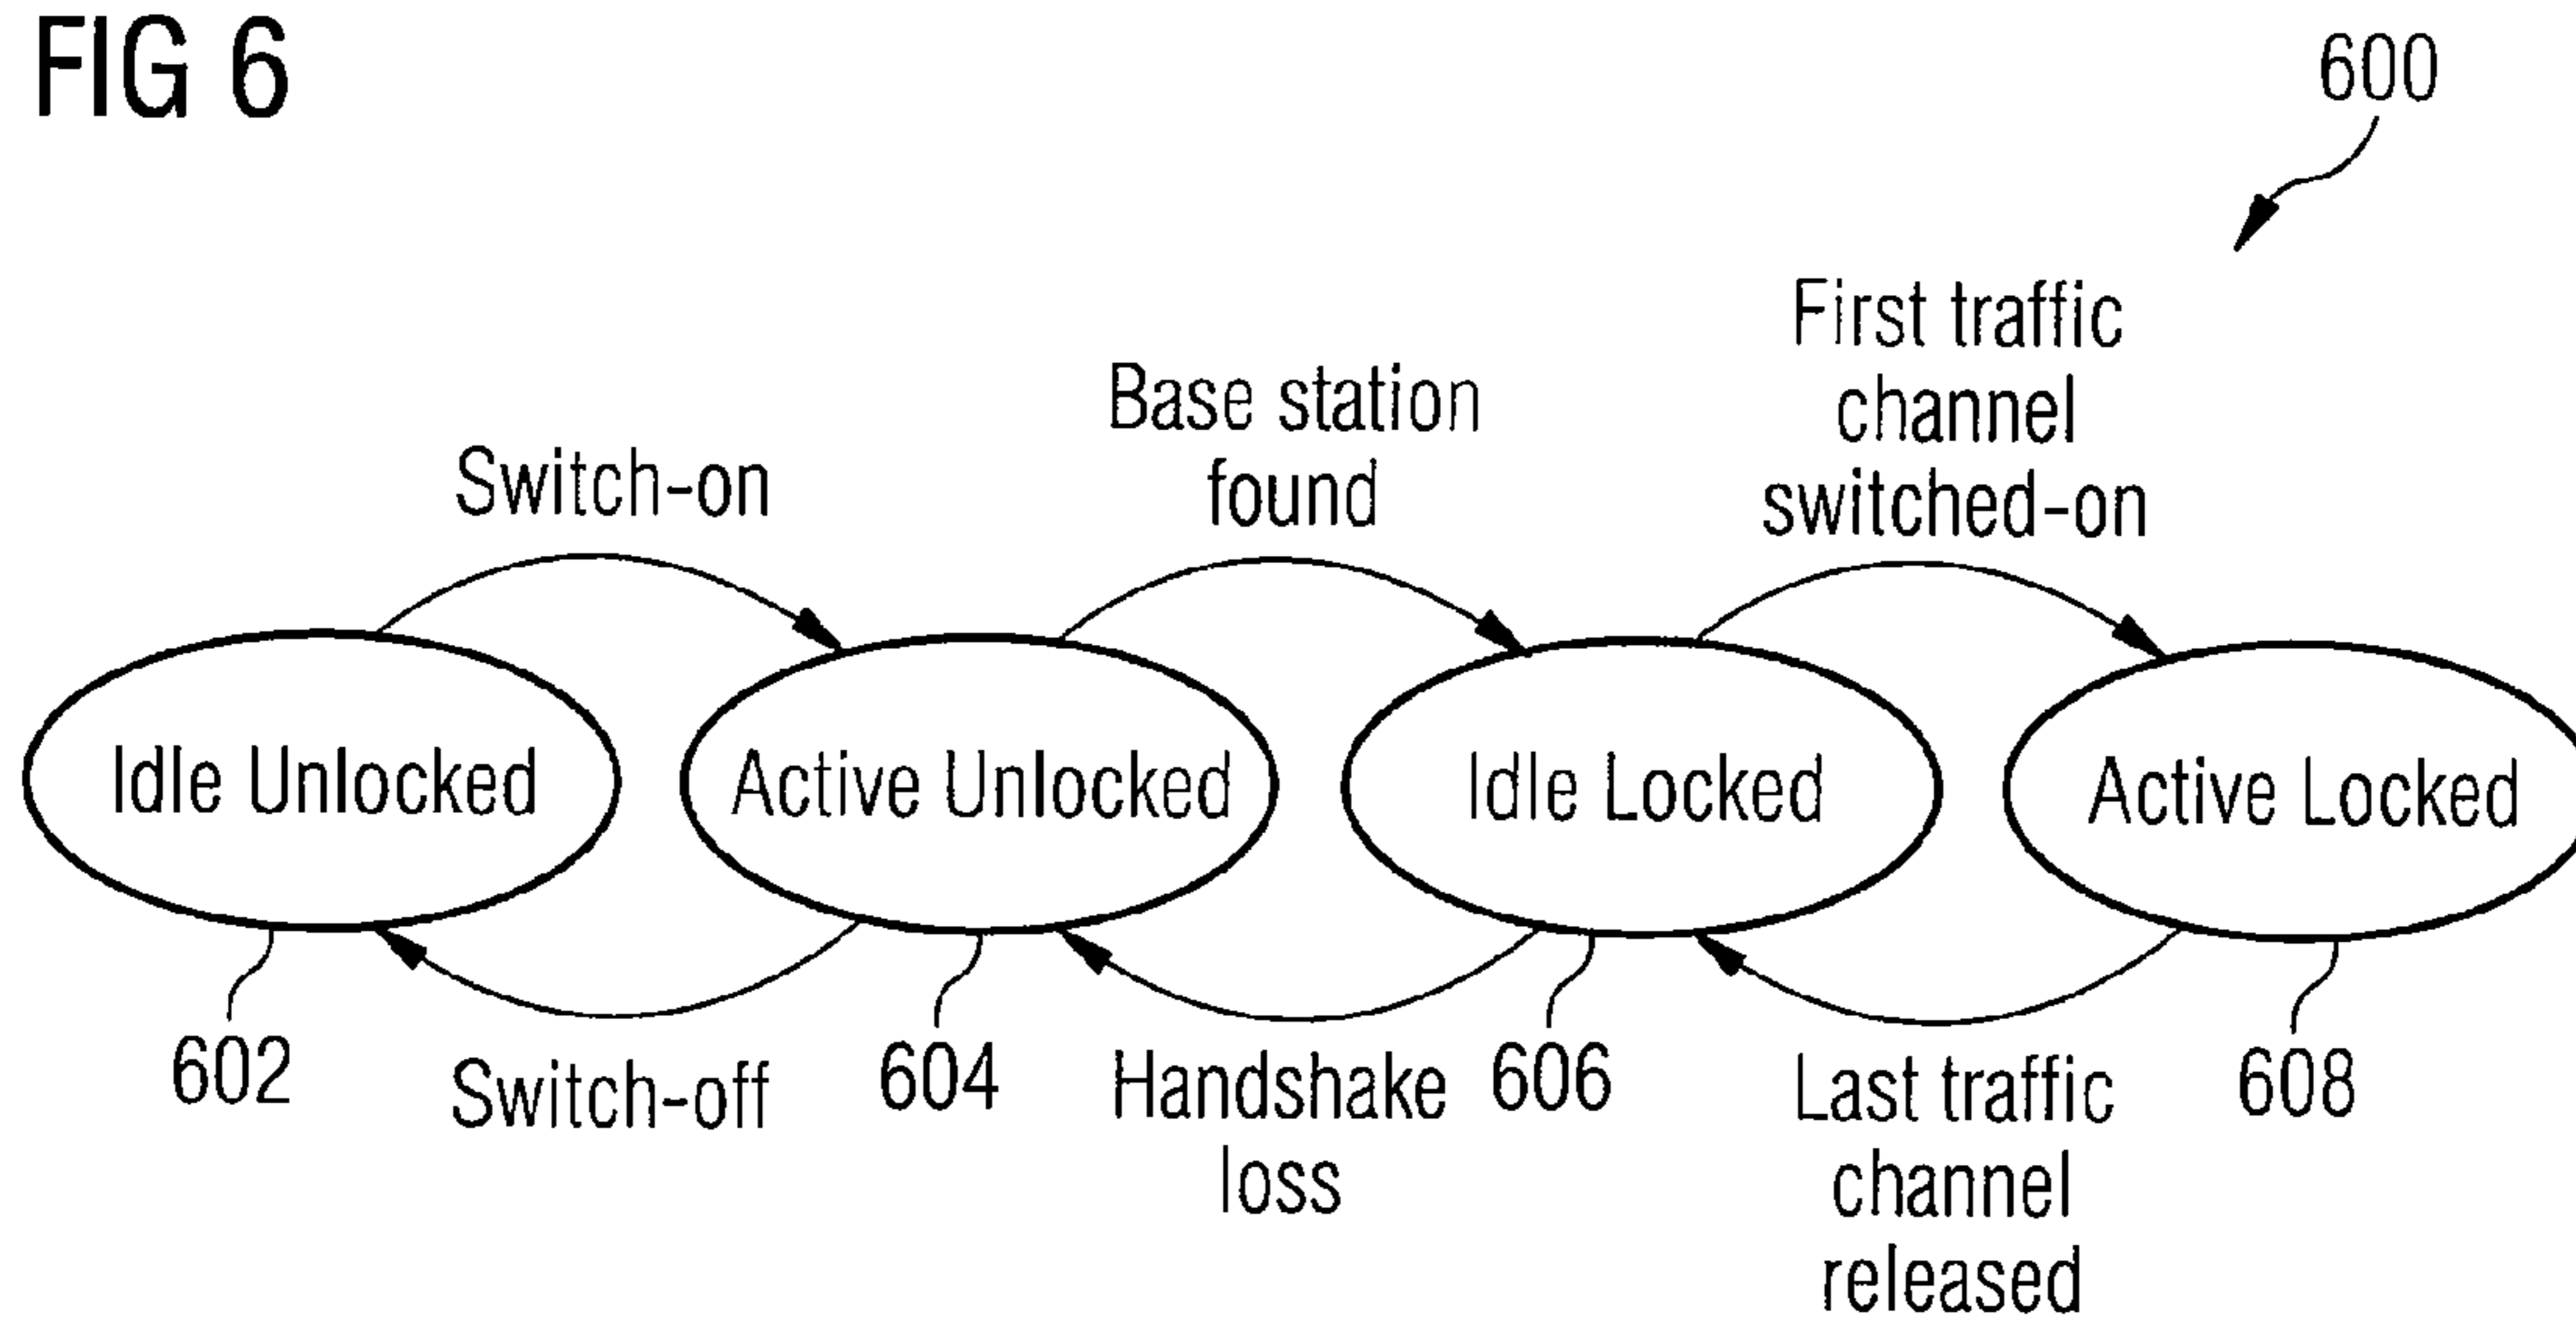 FIG 6
600
First traffic
channel
switched-on
Base station
found
Switch-on
Idle Unlocked
Active Unlocked
Idle Locked
Active Locked
602
Switch-off
604
Handshake
loss
606
Last traffic
channel
released
608